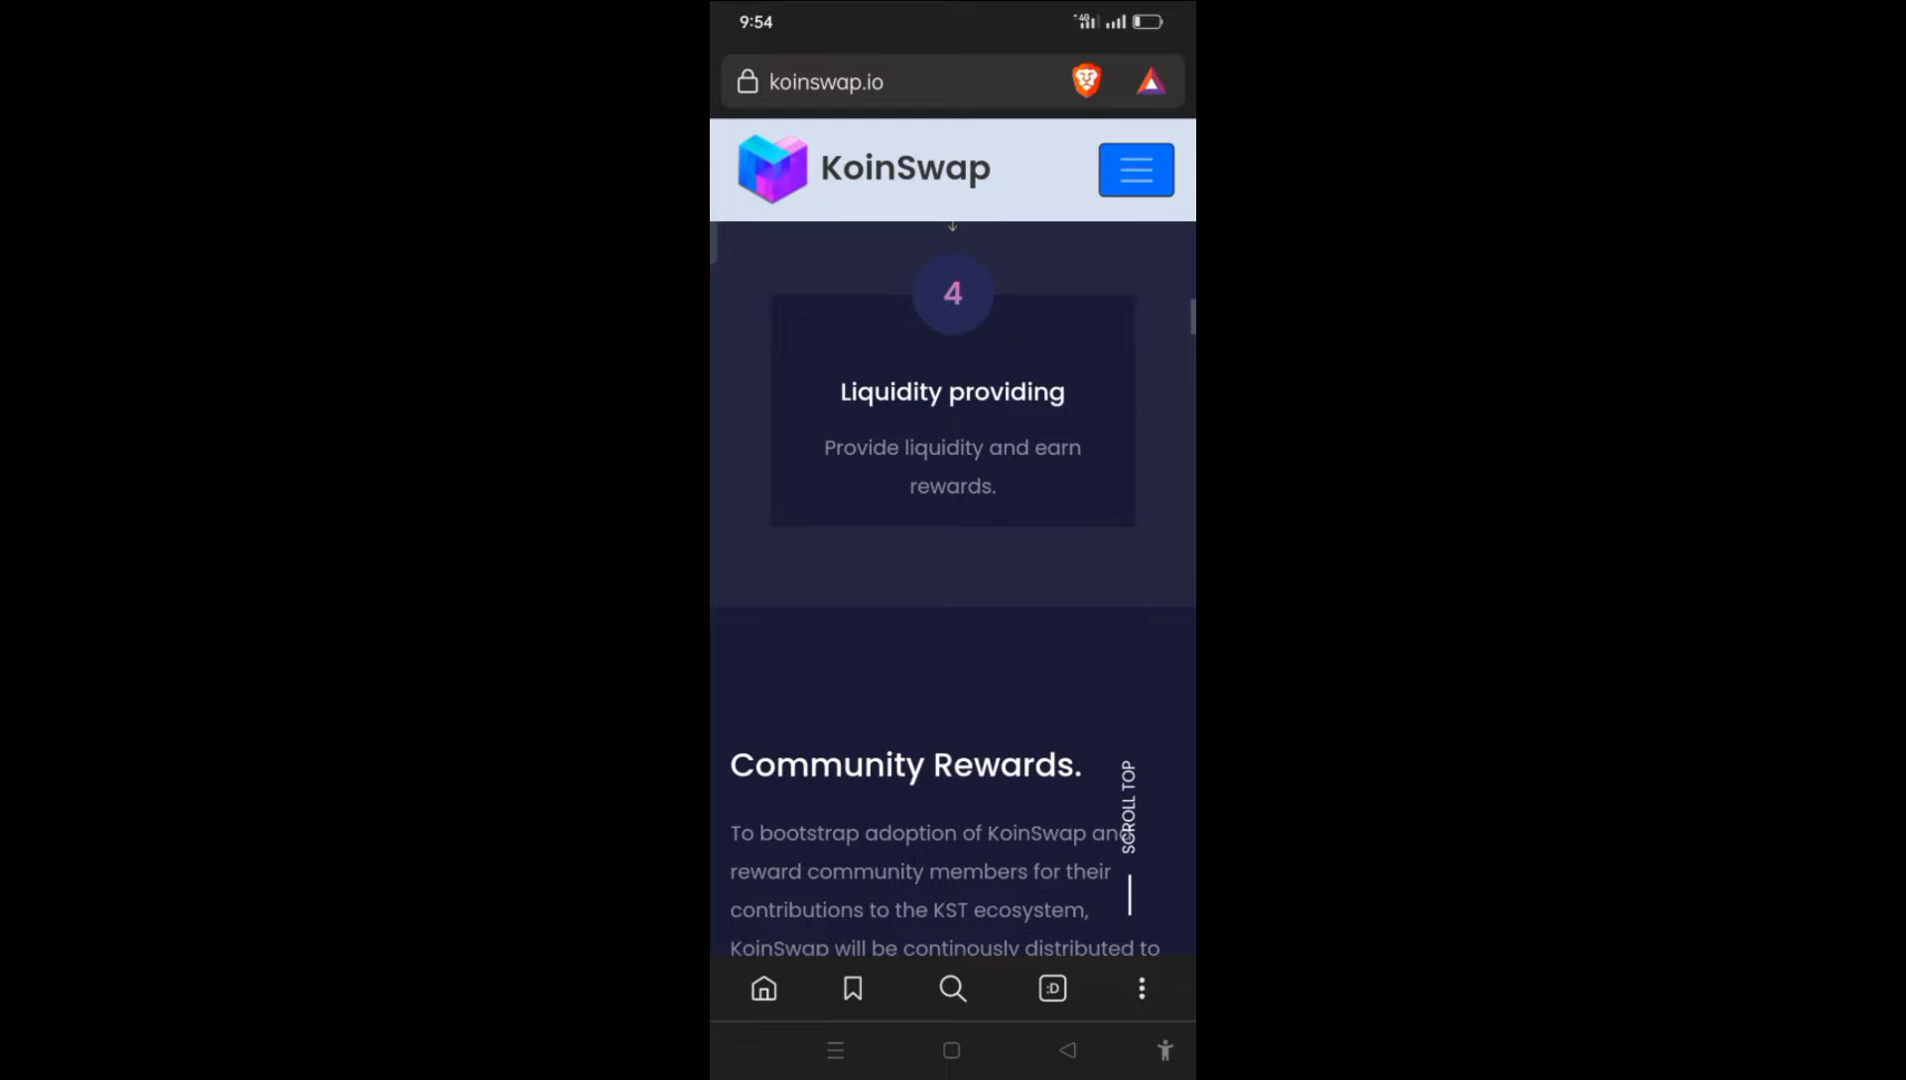 9:54
4G
koinswap.io
KoinSwap
4
Liquidity providing
Provide liquidity and earn
rewards.
Community Rewards.
SCROLL TOP
To bootstrap adoption of KoinSwap and
reward community members for their
contributions to the KST ecosystem,
KoinSwap will be continously distributed to
:D